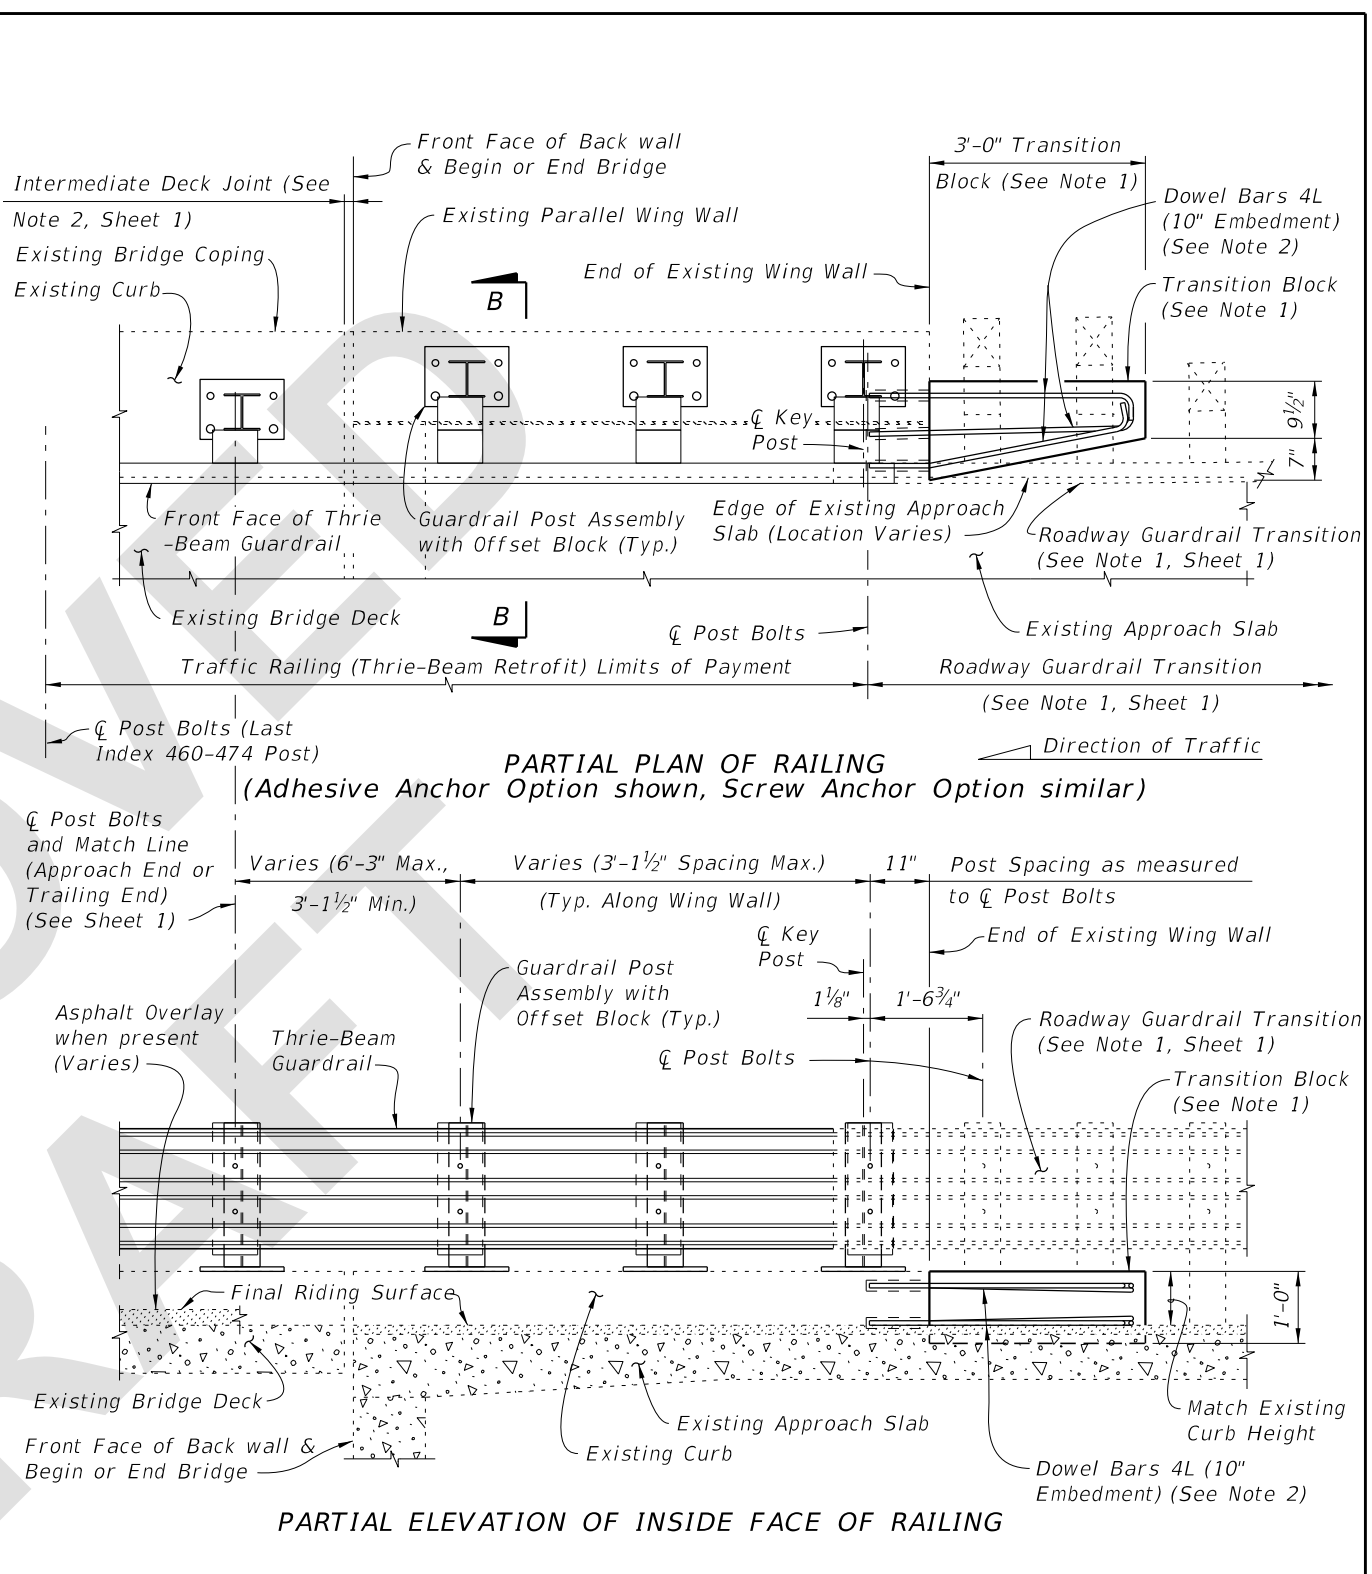 Front Face of Back wall
& Begin or End Bridge
3'-0" Transition
Block (See Note 1)
Intermediate Deck Joint (See
Note 2, Sheet 1)
Existing Parallel Wing Wall
Dowel Bars 4L
(10" Embedment)
(See Note 2)
Existing Bridge Coping
Existing Curb
End of Existing Wing Wall
Transition Block
(See Note 1)
B
9½"
7"
℄ Key
Post
Front Face of Thrie
-Beam Guardrail
Guardrail Post Assembly
with Offset Block (Typ.)
Edge of Existing Approach
Slab (Location Varies)
Roadway Guardrail Transition
(See Note 1, Sheet 1)
Existing Bridge Deck
B
℄ Post Bolts
Existing Approach Slab
Traffic Railing (Thrie-Beam Retrofit) Limits of Payment
Roadway Guardrail Transition
(See Note 1, Sheet 1)
℄ Post Bolts (Last
Index 460-474 Post)
PARTIAL PLAN OF RAILING
(Adhesive Anchor Option shown, Screw Anchor Option similar)
Direction of Traffic
℄ Post Bolts
and Match Line
(Approach End or
Trailing End)
(See Sheet 1)
Varies (6'-3" Max.,
3'-1½" Min.)
Varies (3'-1½" Spacing Max.)
(Typ. Along Wing Wall)
11"
Post Spacing as measured
to ℄ Post Bolts
℄ Key
Post
End of Existing Wing Wall
Guardrail Post
Assembly with
Offset Block (Typ.)
1⅛"
1'-6¾"
Asphalt Overlay
when present
(Varies)
Thrie-Beam
Guardrail
℄ Post Bolts
Roadway Guardrail Transition
(See Note 1, Sheet 1)
Transition Block
(See Note 1)
Final Riding Surface
1'-0"
Existing Bridge Deck
Front Face of Back wall &
Begin or End Bridge
Existing Approach Slab
Existing Curb
Match Existing
Curb Height
Dowel Bars 4L (10"
Embedment) (See Note 2)
PARTIAL ELEVATION OF INSIDE FACE OF RAILING
OVED
RAFT